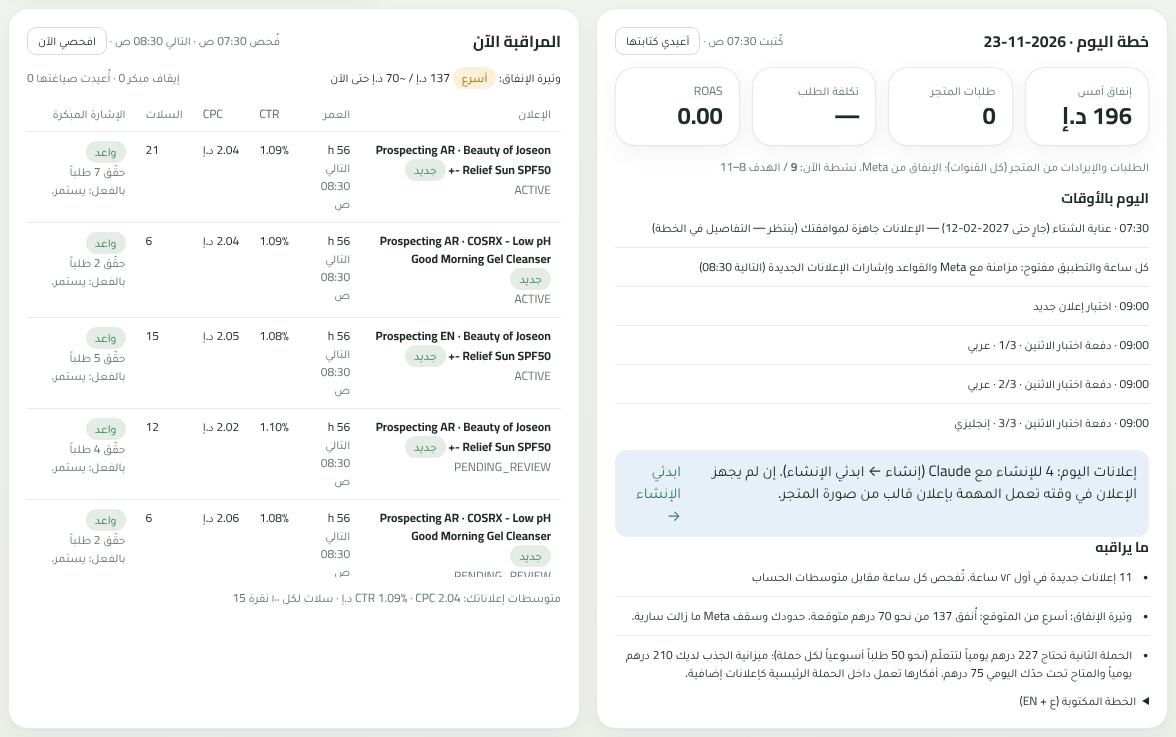 خطة اليوم · 2026-11-23
كُتبت 07:30 ص · أعيدي كتابتها
إنفاق أمس
196 د.إ
طلبات المتجر
0
تكلفة الطلب
—
ROAS
0.00
الطلبات والإيرادات من المتجر (كل القنوات)؛ الإنفاق من Meta. نشطة الآن: 9 / الهدف 8–11
اليوم بالأوقات
07:30 · عناية الشتاء (جارٍ حتى 2027-02-12) — الإعلانات جاهزة لموافقتك (ينتظر — التفاصيل في الخطة)
كل ساعة والتطبيق مفتوح: مزامنة مع Meta والقواعد وإشارات الإعلانات الجديدة (التالية 08:30)
09:00 · اختبار إعلان جديد
09:00 · دفعة اختبار الاثنين · 1/3 · عربي
09:00 · دفعة اختبار الاثنين · 2/3 · عربي
09:00 · دفعة اختبار الاثنين · 3/3 · إنجليزي
إعلانات اليوم: 4 للإنشاء مع Claude (إنشاء ← ابدئي الإنشاء). إن لم يجهز
الإعلان في وقته تعمل المهمة بإعلان قالب من صورة المتجر.
ابدئي
الإنشاء
→
ما يراقبه
• 11 إعلانات جديدة في أول ٧٢ ساعة. تُفحص كل ساعة مقابل متوسطات الحساب
• وتيرة الإنفاق: أسرع من المتوقع: أُنفق 137 من نحو 70 درهم متوقعة. حدودك وسقف Meta ما زالت سارية.
• الحملة الثانية تحتاج 227 درهم يومياً لتتعلّم (نحو 50 طلباً أسبوعياً لكل حملة)؛ ميزانية الجذب لديك 210 درهم
يومياً والمتاح تحت حدّك اليومي 75 درهم. أفكارها تعمل داخل الحملة الرئيسية كإعلانات إضافية.
◀ الخطة المكتوبة (ع + EN)
المراقبة الآن
فُحص 07:30 ص · التالي 08:30 ص · افحصي الآن
وتيرة الإنفاق: أسرع 137 د.إ / ~70 د.إ حتى الآن
إيقاف مبكر 0 · أُعيدت صياغتها 0
الإعلان العمر CTR CPC السلات الإشارة المبكرة
Prospecting AR · Beauty of Joseon
Relief Sun SPF50 +- جديد
ACTIVE
56 h
التالي
08:30
ص
1.09%
2.04 د.إ
21
واعد
حقّق 7 طلباً
بالفعل: يستمر.
Prospecting AR · COSRX - Low pH
Good Morning Gel Cleanser
جديد
ACTIVE
56 h
التالي
08:30
ص
1.09%
2.04 د.إ
6
واعد
حقّق 2 طلباً
بالفعل: يستمر.
Prospecting EN · Beauty of Joseon
Relief Sun SPF50 +- جديد
ACTIVE
56 h
التالي
08:30
ص
1.08%
2.05 د.إ
15
واعد
حقّق 5 طلباً
بالفعل: يستمر.
Prospecting AR · Beauty of Joseon
Relief Sun SPF50 +- جديد
PENDING_REVIEW
56 h
التالي
08:30
ص
1.10%
2.02 د.إ
12
واعد
حقّق 4 طلباً
بالفعل: يستمر.
Prospecting AR · COSRX - Low pH
Good Morning Gel Cleanser
جديد
PENDING_REVIEW
56 h
التالي
08:30
ص
1.08%
2.06 د.إ
6
واعد
حقّق 2 طلباً
بالفعل: يستمر.
متوسطات إعلاناتك: CTR 1.09% · CPC 2.04 د.إ · سلات لكل ١٠٠ نقرة 15